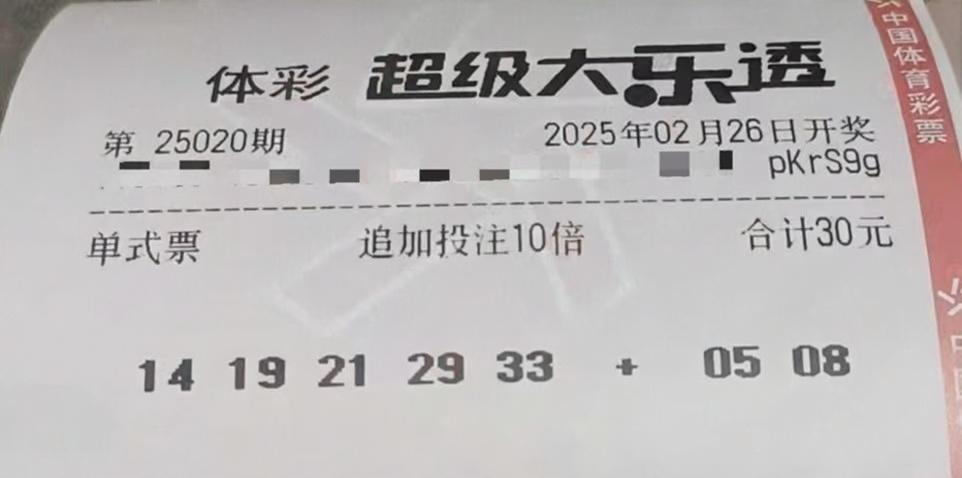 体彩 超级大乐透
第 25020期 2025年02月26日开奖
pKrS9g
单式票 追加投注10倍 合计30元
14 19 21 29 33 + 05 08
中国体育彩票
中